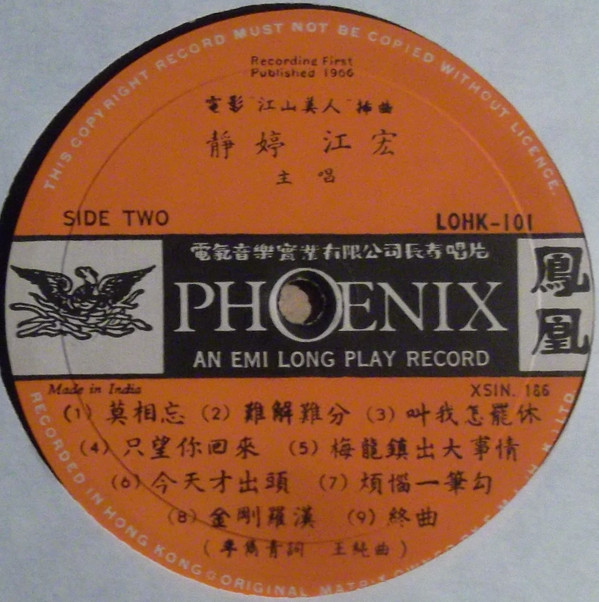 THIS COPYRIGHT RECORD MUST NOT BE COPIED WITHOUT LICENCE.
Recording First
Published 1966
電影"江山美人"插曲
靜婷 江宏
主唱
SIDE TWO
LOHK-101
電氣音樂實業有限公司長壽唱片
PHOENIX
鳳凰
AN EMI LONG PLAY RECORD
Made in India
XSIN. 186
(1) 莫相忘 (2) 難解難分 (3) 叫我怎罷休
(4) 只望你回來 (5) 梅龍鎮出大事情
(6) 今天才出頭 (7) 煩惱一筆勾
(8) 金剛羅漢 (9) 終曲
(李雋青詞 王純曲)
RECORDED IN HONG KONG ORIGINAL MATRIX OWNED BY E.M.I. (H.K.) LTD.